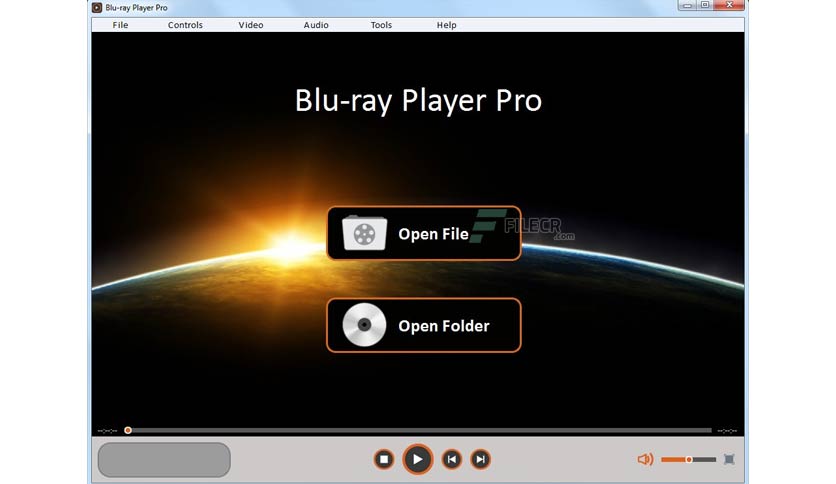 Blu-ray Player Pro
File Controls Video Audio Tools Help
Blu-ray Player Pro
Open File
FILECR
.com
Open Folder
--:--:-- --:--:--